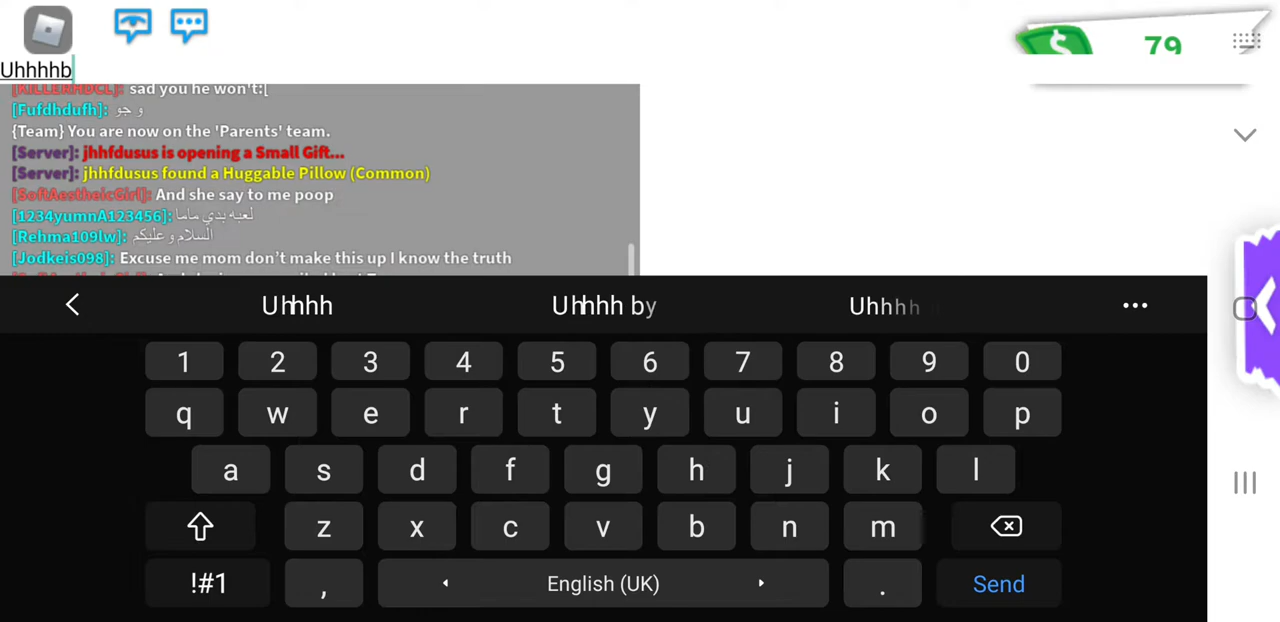 79
Uhhhhb
[KILLERHDCL]: sad you he won't:[
[Fufdhdufh]: و جو
{Team} You are now on the 'Parents' team.
[Server]: jhhfdusus is opening a Small Gift...
[Server]: jhhfdusus found a Huggable Pillow (Common)
[SoftAestheicGirl]: And she say to me poop
[1234yumnA123456]: لعبه بدي ماما
[Rehma109lw]: السلام و عليكم
[Jodkeis098]: Excuse me mom don't make this up I know the truth
Uhhhh Uhhhh by Uhhhh
1 2 3 4 5 6 7 8 9 0
q w e r t y u i o p
a s d f g h j k l
z x c v b n m
!#1 , English (UK) . Send